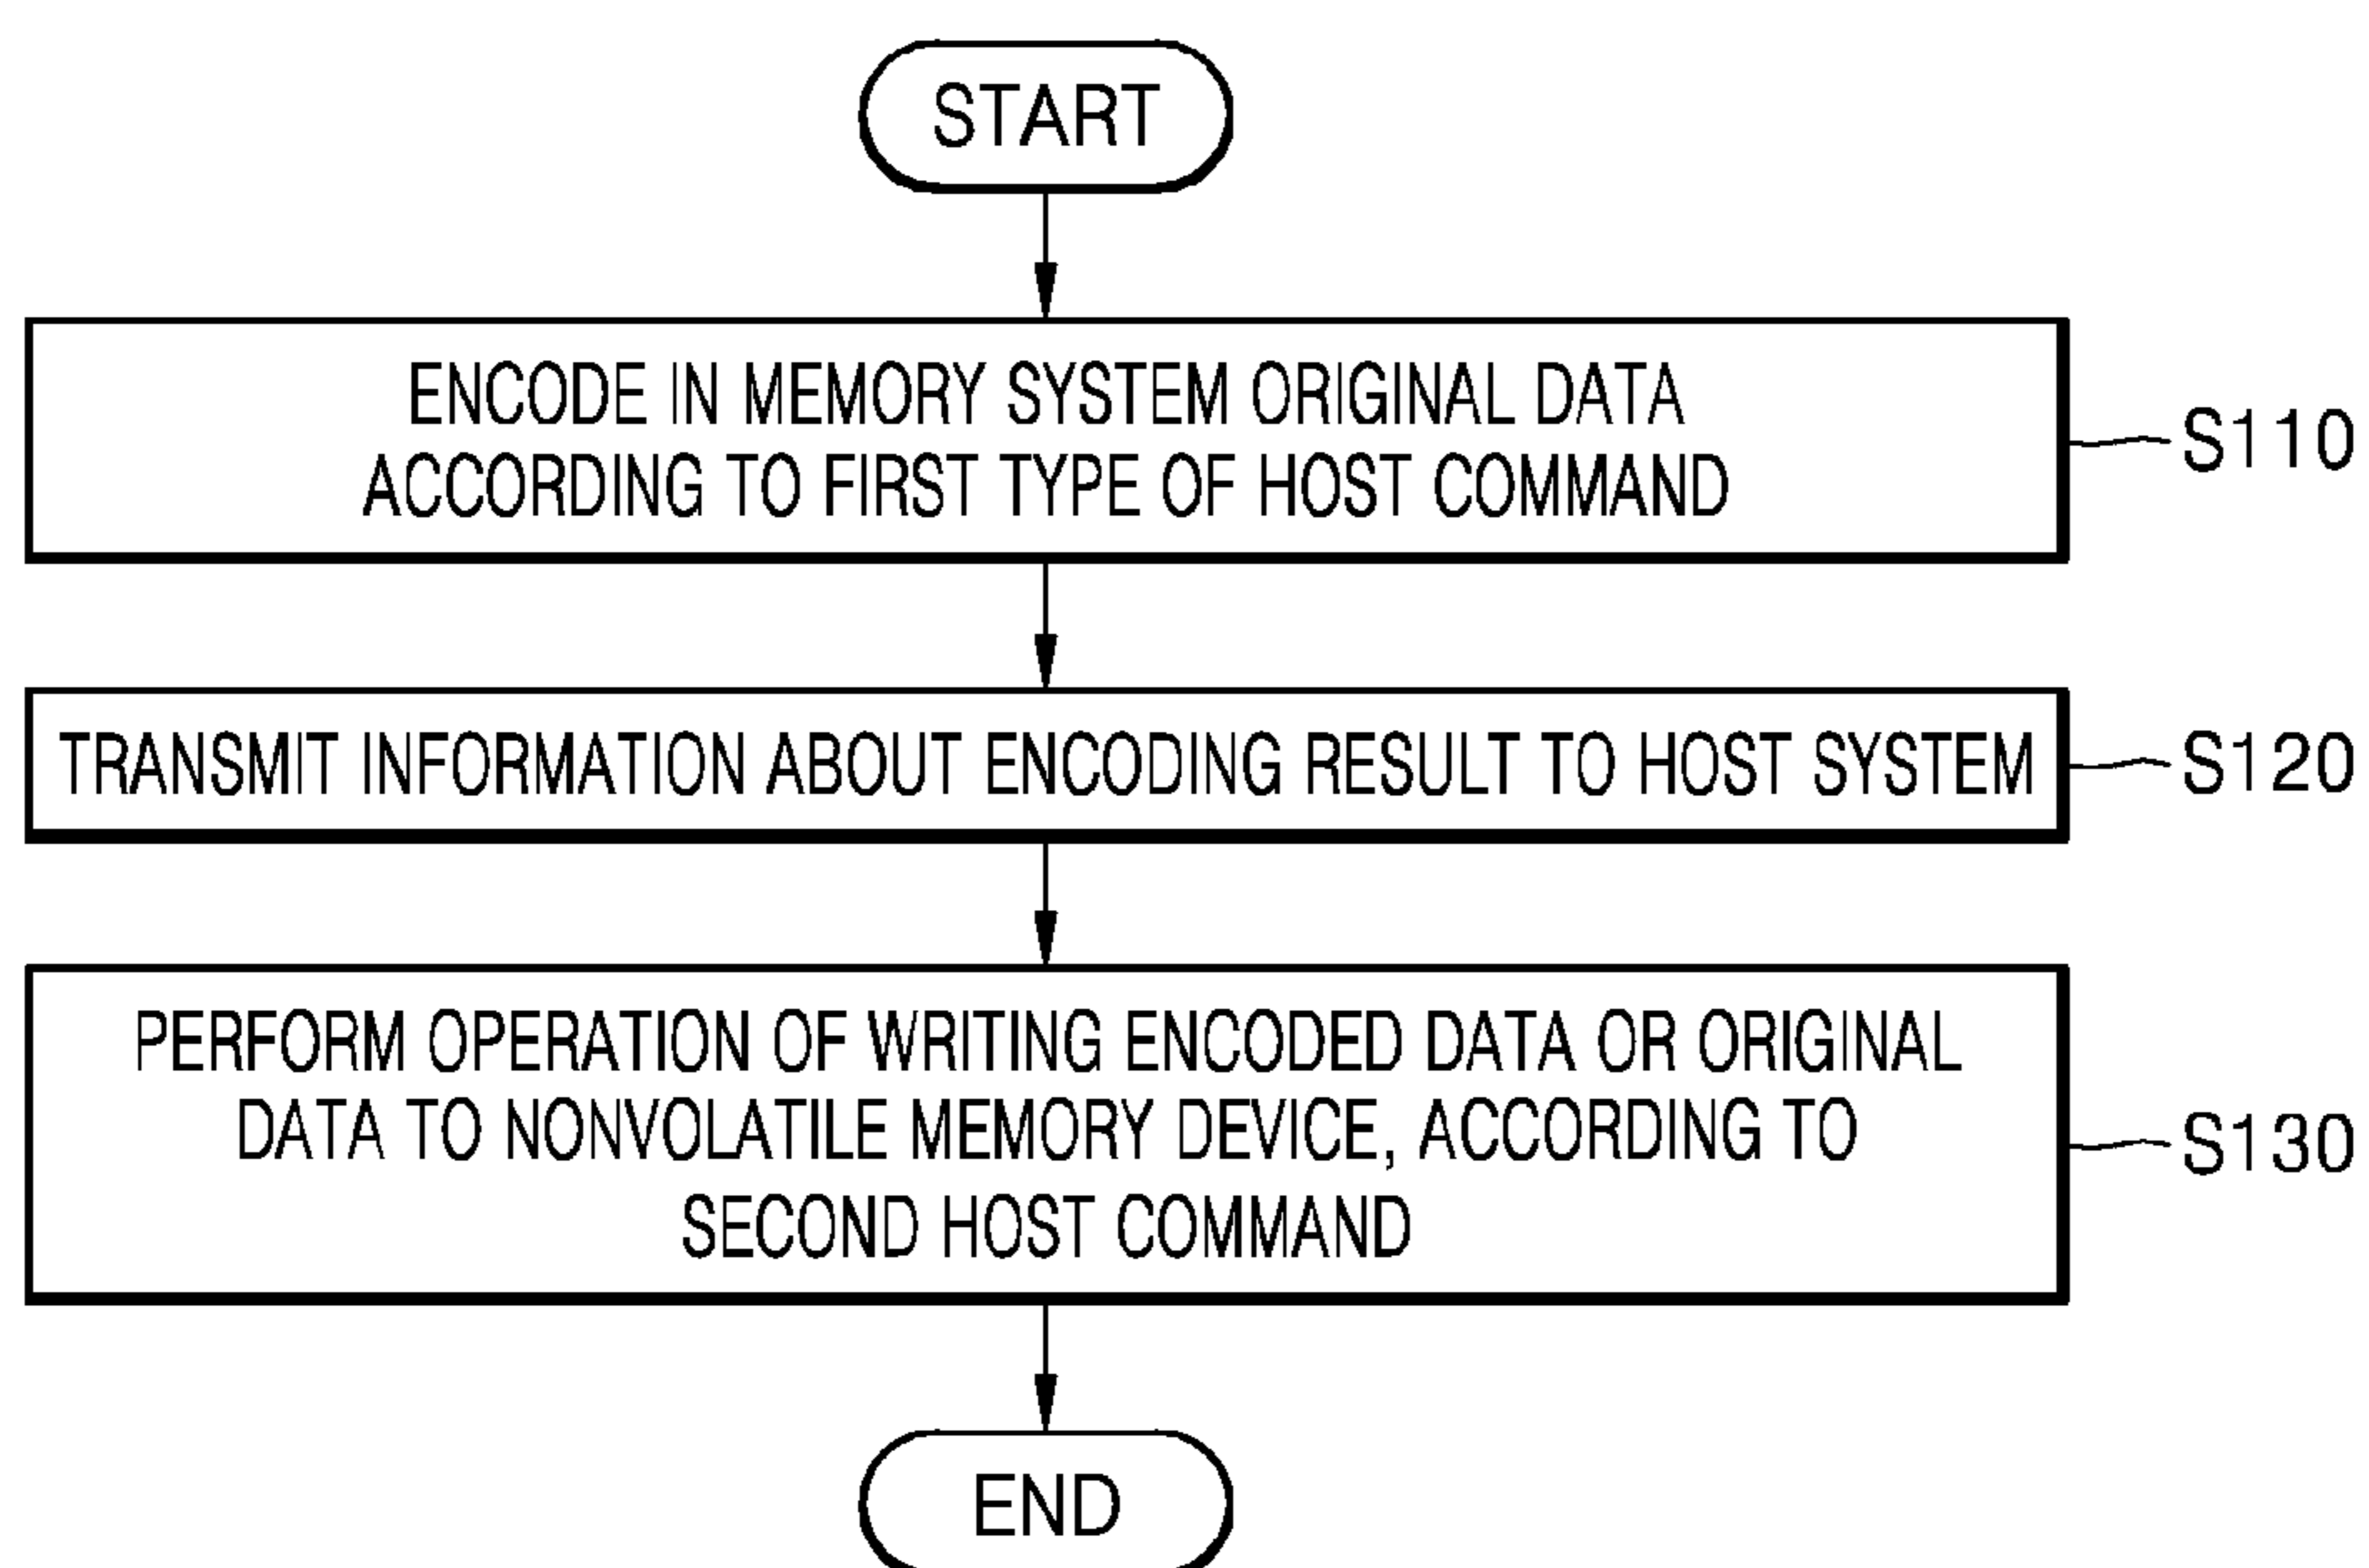 START
ENCODE IN MEMORY SYSTEM ORIGINAL DATA
ACCORDING TO FIRST TYPE OF HOST COMMAND
S110
TRANSMIT INFORMATION ABOUT ENCODING RESULT TO HOST SYSTEM
S120
PERFORM OPERATION OF WRITING ENCODED DATA OR ORIGINAL
DATA TO NONVOLATILE MEMORY DEVICE, ACCORDING TO
SECOND HOST COMMAND
S130
END